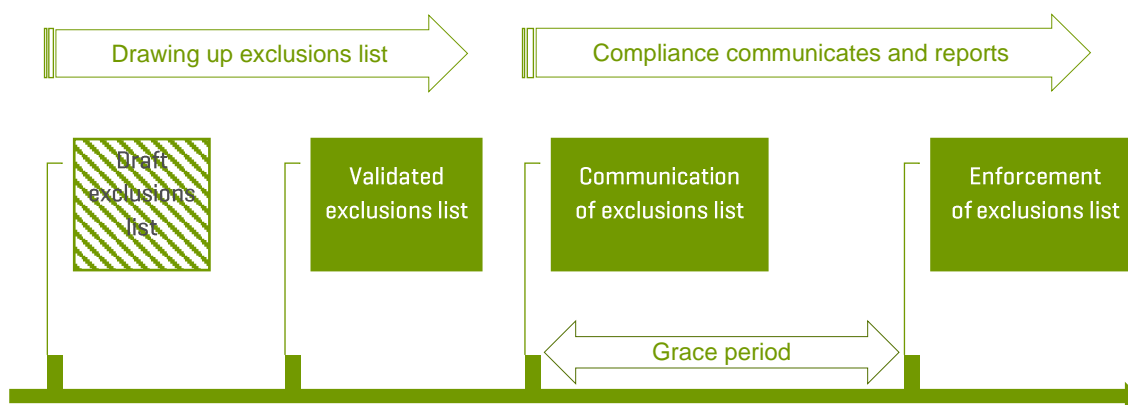 Drawing up exclusions list
Compliance communicates and reports
Draft
exclusions
list
Validated
exclusions list
Communication
of exclusions list
Enforcement
of exclusions list
Grace period